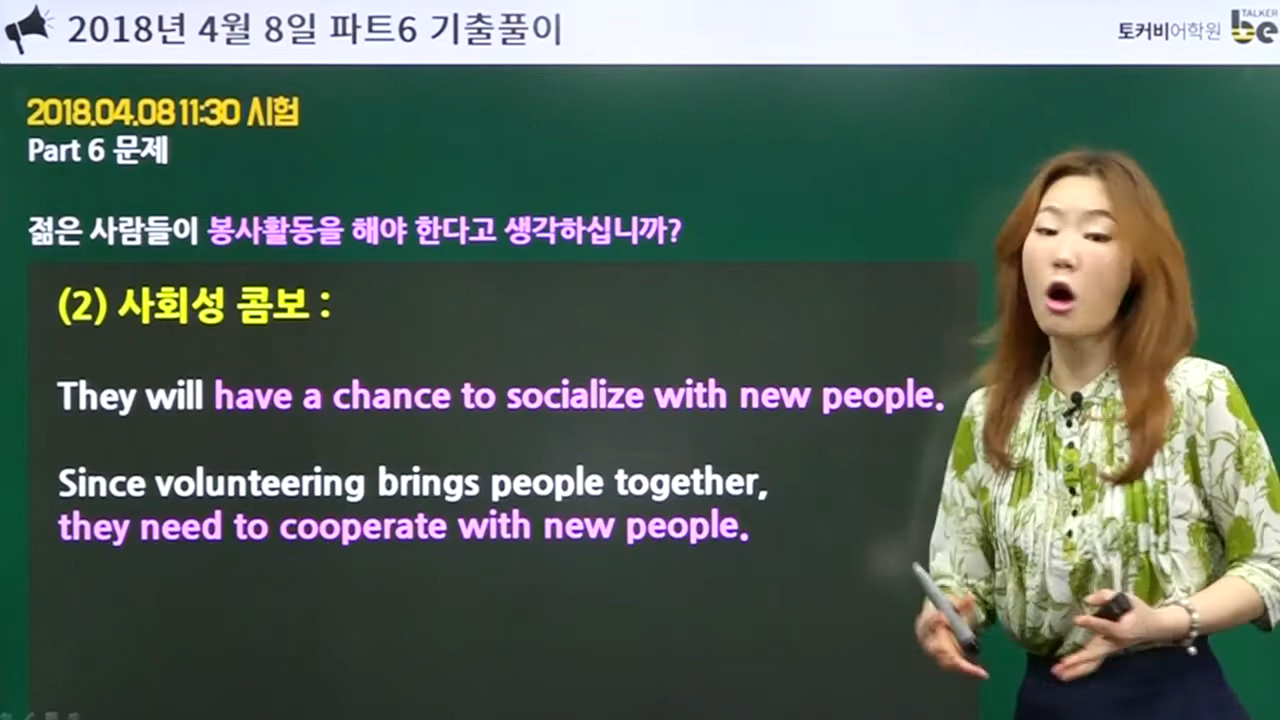 2018년 4월 8일 파트6 기출풀이
토커비어학원
TALKER
be
2018.04.08 11:30 시험
Part 6 문제
젊은 사람들이 봉사활동을 해야 한다고 생각하십니까?
(2) 사회성 콤보 :
They will have a chance to socialize with new people.
Since volunteering brings people together,
they need to cooperate with new people.